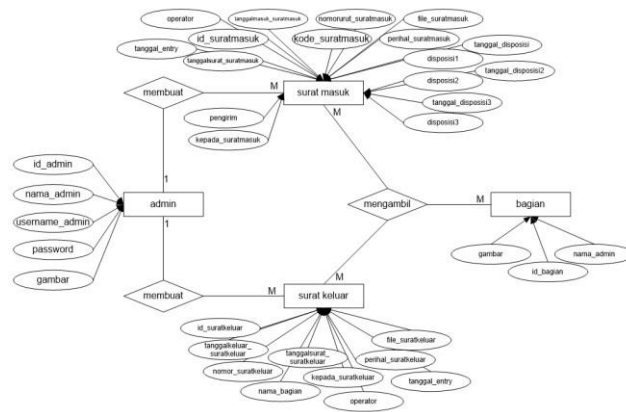 operator
tanggalmasuk_suratmasuk
nomorurut_suratmasuk
file_suratmasuk
tanggal_entry
id_suratmasuk
kode_suratmasuk
perihal_suratmasuk
tanggal_disposisi
tanggalsurat_suratmasuk
disposisi1
disposisi2
tanggal_disposisi2
tanggal_disposisi3
disposisi3
membuat
M
surat masuk
M
pengirim
kepada_suratmasuk
id_admin
nama_admin
username_admin
password
gambar
1
admin
1
mengambil
M
bagian
gambar
id_bagian
nama_admin
membuat
M
surat keluar
M
id_suratkeluar
tanggalkeluar_
suratkeluar
nomor_suratkeluar
nama_bagian
tanggalsurat_
suratkeluar
kepada_suratkeluar
operator
file_suratkeluar
perihal_suratkeluar
tanggal_entry